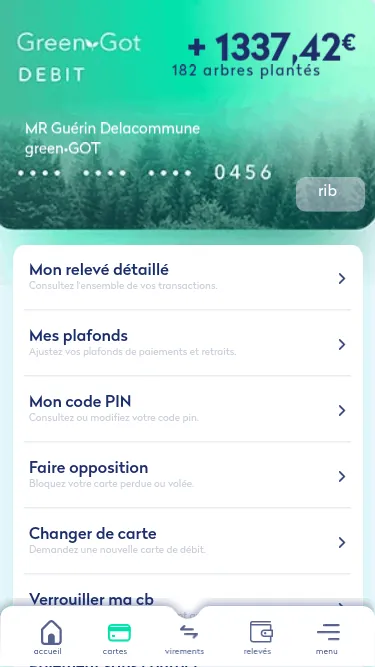 Green-Got
+ 1337,42€
DEBIT
182 arbres plantés
MR Guérin Delacommune
green•GOT
•••• •••• •••• 0456
rib
Mon relevé détaillé
Consultez l'ensemble de vos transactions.
Mes plafonds
Ajustez vos plafonds de paiements et retraits.
Mon code PIN
Consultez ou modifiez votre code pin.
Faire opposition
Bloquez votre carte perdue ou volée.
Changer de carte
Demandez une nouvelle carte de débit.
Verrouiller ma cb
accueil
cartes
virements
relevés
menu